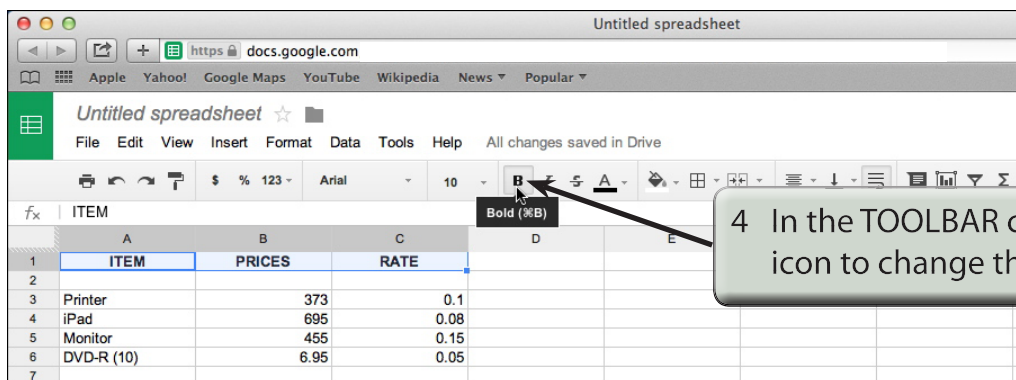 Untitled spreadsheet
https docs.google.com
Apple Yahoo! Google Maps YouTube Wikipedia News Popular
Untitled spreadsheet
File Edit View Insert Format Data Tools Help All changes saved in Drive
$ % 123 Arial 10 B I S A Σ
Bold (⌘B)
fx ITEM
A B C D E
1 ITEM PRICES RATE
2
3 Printer 373 0.1
4 iPad 695 0.08
5 Monitor 455 0.15
6 DVD-R (10) 6.95 0.05
7
4 In the TOOLBAR
icon to change